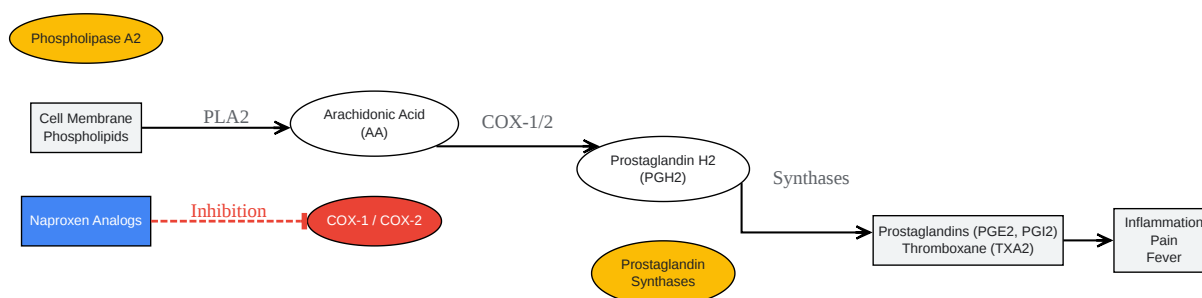 Phospholipase A2
Cell Membrane
Phospholipids
PLA2
Arachidonic Acid
(AA)
COX-1/2
Prostaglandin H2
(PGH2)
Synthases
Naproxen Analogs
Inhibition
COX-1 / COX-2
Prostaglandins (PGE2, PGI2)
Thromboxane (TXA2)
Inflammation
Pain
Fever
Prostaglandin
Synthases